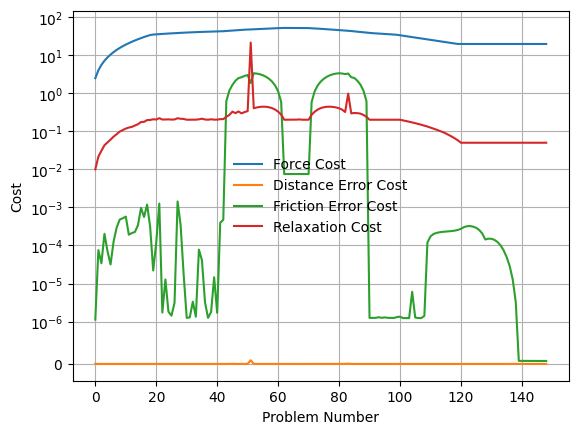 10²
10¹
10⁰
10⁻¹
10⁻²
10⁻³
10⁻⁴
10⁻⁵
10⁻⁶
0
Cost
Force Cost
Distance Error Cost
Friction Error Cost
Relaxation Cost
0 20 40 60 80 100 120 140
Problem Number